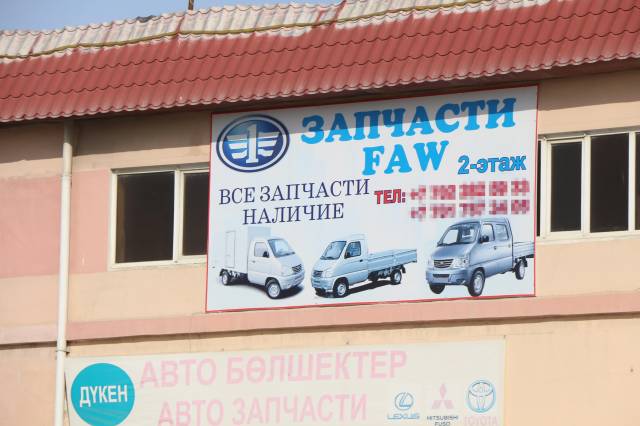 ЗАПЧАСТИ
FAW
2-этаж
ВСЕ ЗАПЧАСТИ
НАЛИЧИЕ
ТЕЛ:
ДҮКЕН
АВТО БӨЛШЕКТЕР
АВТО ЗАПЧАСТИ
LEXUS
MITSUBISHI
FUSO
TOYOTA